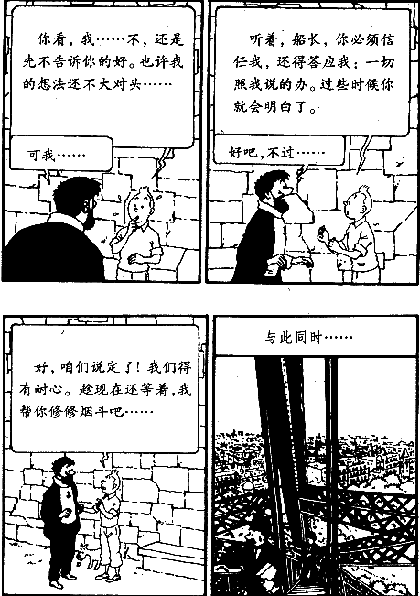 你看，我……不，还是
先不告诉你的好。也许我
的想法还不大对头……
可我……
听着，船长，你必须信
任我，还得答应我：一切
照我说的办。过些时候你
就会明白了。
好吧，不过……
好，咱们说定了！我们得
有耐心。趁现在还等着，我
帮你修修烟斗吧……
与此同时……